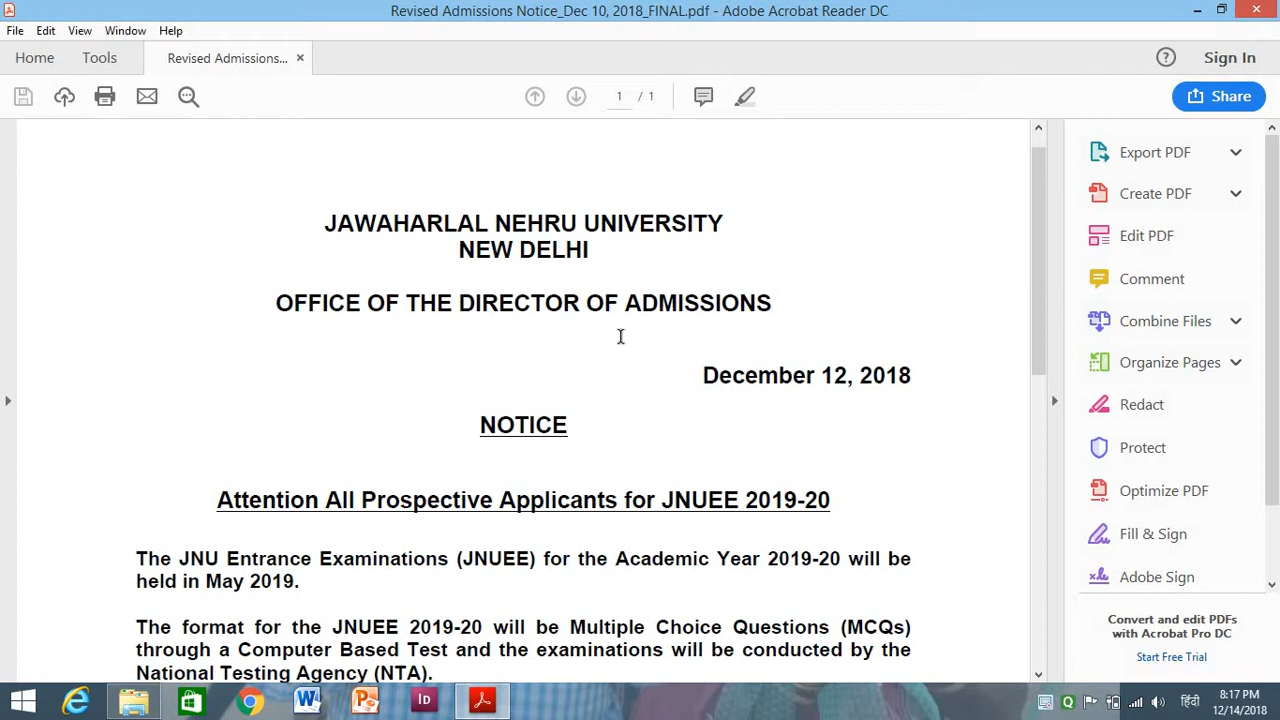 Revised Admissions Notice_Dec 10, 2018_FINAL.pdf - Adobe Acrobat Reader DC
File Edit View Window Help
Home Tools Revised Admissions... × ? Sign In
1 / 1 Share
JAWAHARLAL NEHRU UNIVERSITY
NEW DELHI
OFFICE OF THE DIRECTOR OF ADMISSIONS
December 12, 2018
NOTICE
Attention All Prospective Applicants for JNUEE 2019-20
The JNU Entrance Examinations (JNUEE) for the Academic Year 2019-20 will be
held in May 2019.
The format for the JNUEE 2019-20 will be Multiple Choice Questions (MCQs)
through a Computer Based Test and the examinations will be conducted by the
National Testing Agency (NTA).
Export PDF
Create PDF
Edit PDF
Comment
Combine Files
Organize Pages
Redact
Protect
Optimize PDF
Fill & Sign
Adobe Sign
Convert and edit PDFs
with Acrobat Pro DC
Start Free Trial
हिंदी
8:17 PM
12/14/2018